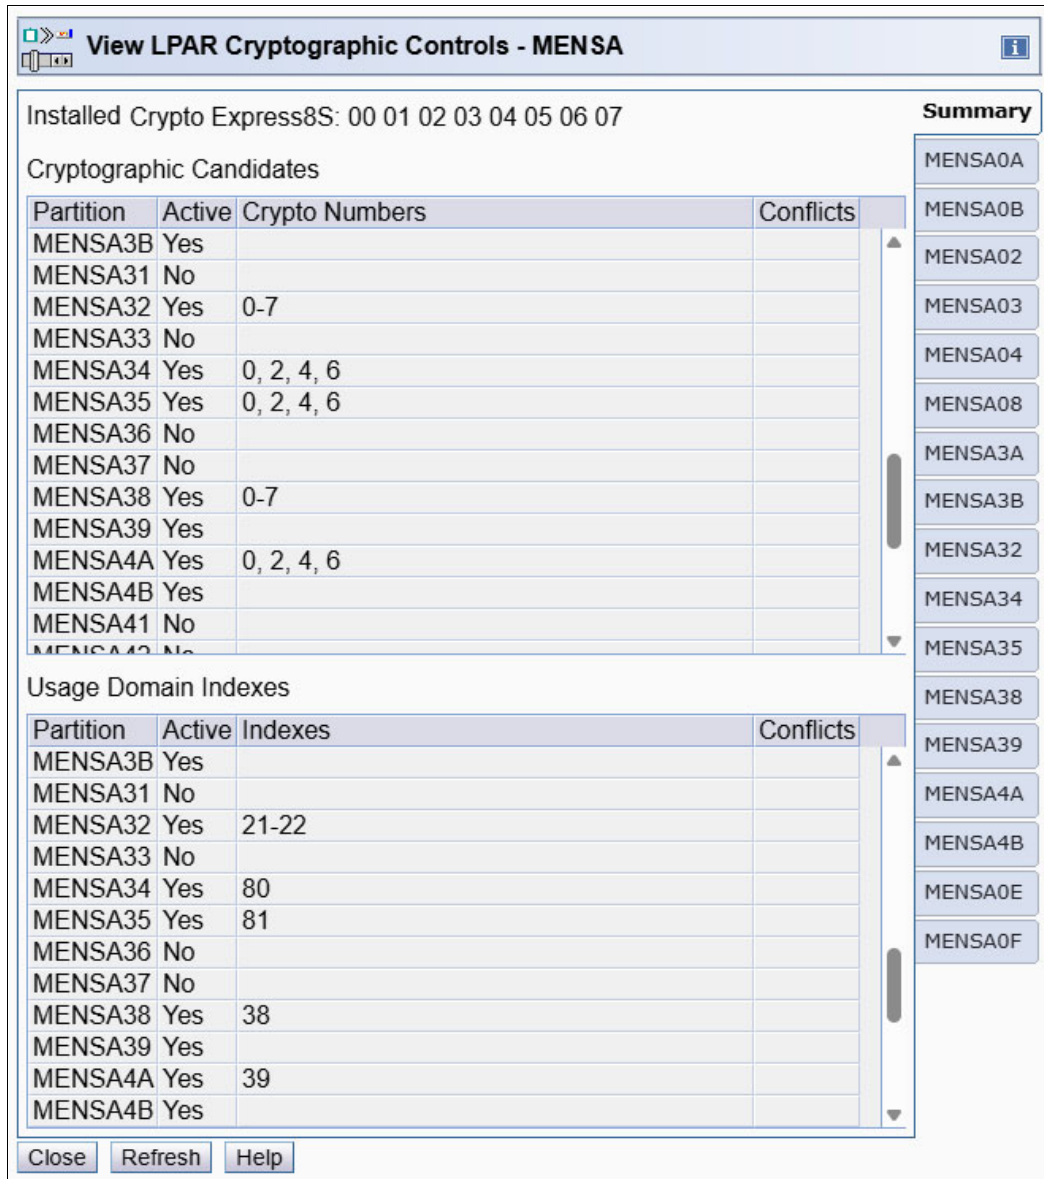 View LPAR Cryptographic Controls - MENSA
i
Installed Crypto Express8S: 00 01 02 03 04 05 06 07
Cryptographic Candidates
Partition Active Crypto Numbers Conflicts
MENSA3B Yes
MENSA31 No
MENSA32 Yes 0-7
MENSA33 No
MENSA34 Yes 0, 2, 4, 6
MENSA35 Yes 0, 2, 4, 6
MENSA36 No
MENSA37 No
MENSA38 Yes 0-7
MENSA39 Yes
MENSA4A Yes 0, 2, 4, 6
MENSA4B Yes
MENSA41 No
MENSA42 No
Usage Domain Indexes
Partition Active Indexes Conflicts
MENSA3B Yes
MENSA31 No
MENSA32 Yes 21-22
MENSA33 No
MENSA34 Yes 80
MENSA35 Yes 81
MENSA36 No
MENSA37 No
MENSA38 Yes 38
MENSA39 Yes
MENSA4A Yes 39
MENSA4B Yes
Summary
MENSA0A
MENSA0B
MENSA02
MENSA03
MENSA04
MENSA08
MENSA3A
MENSA3B
MENSA32
MENSA34
MENSA35
MENSA38
MENSA39
MENSA4A
MENSA4B
MENSA0E
MENSA0F
Close Refresh Help